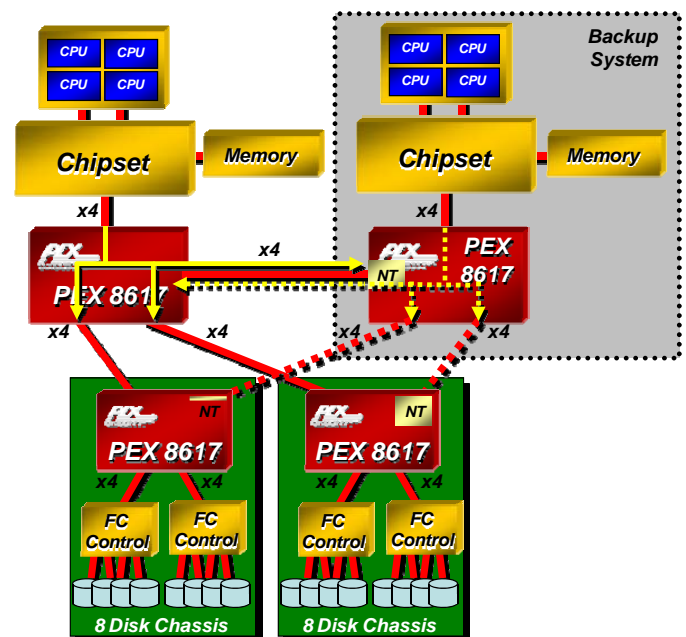 Backup
System
CPU CPU
CPU CPU
CPU CPU
CPU CPU
Chipset
Memory
Chipset
Memory
x4
x4
PEX 8617
x4
NT
PEX
8617
x4
x4
x4
x4
PEX
NT
PEX 8617
PEX
NT
PEX 8617
x4
x4
x4
x4
FC
Control
FC
Control
FC
Control
FC
Control
8 Disk Chassis
8 Disk Chassis